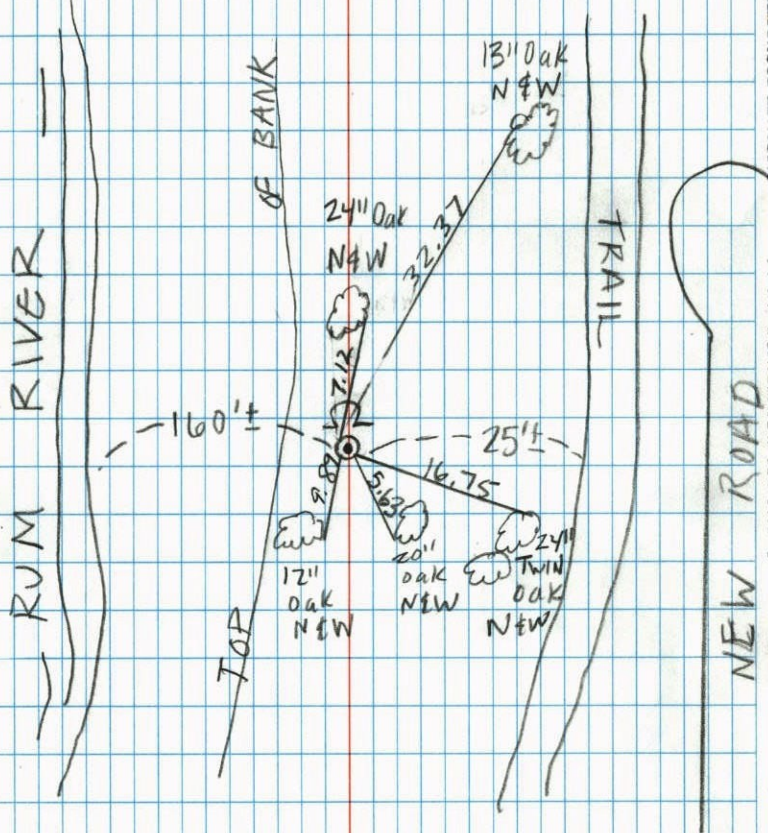 13" Oak
N & W
OF BANK
24" Oak
N & W
32.37
TRAIL
RUM RIVER
7.12
160'±
25'±
9.89
5.63
16.75
12"
Oak
N & W
20"
Oak
N & W
24"
TWIN
Oak
N & W
TOP
NEW ROAD